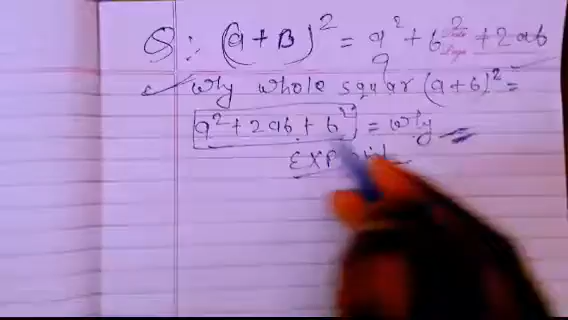 Q: (a + B)² = a² + b² + 2ab
why whole squar (a+b)² =
a² + 2ab + b² = why